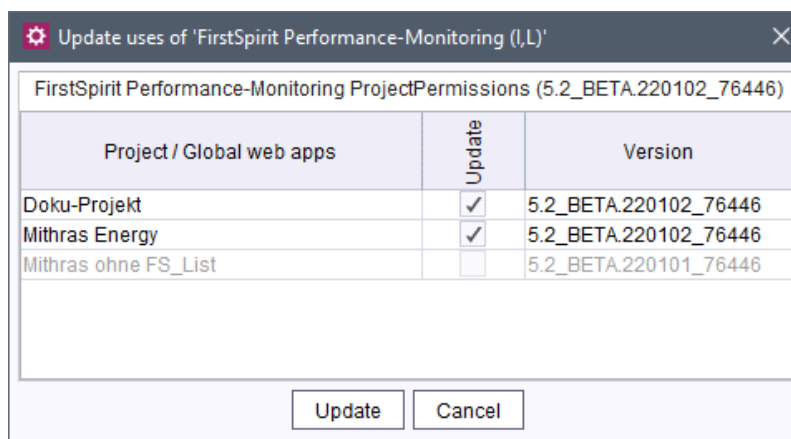 Update uses of 'FirstSpirit Performance-Monitoring (I,L)'
FirstSpirit Performance-Monitoring ProjectPermissions (5.2_BETA.220102_76446)
Project / Global web apps Update Version
Doku-Projekt 5.2_BETA.220102_76446
Mithras Energy 5.2_BETA.220102_76446
Mithras ohne FS_List 5.2_BETA.220101_76446
Update Cancel